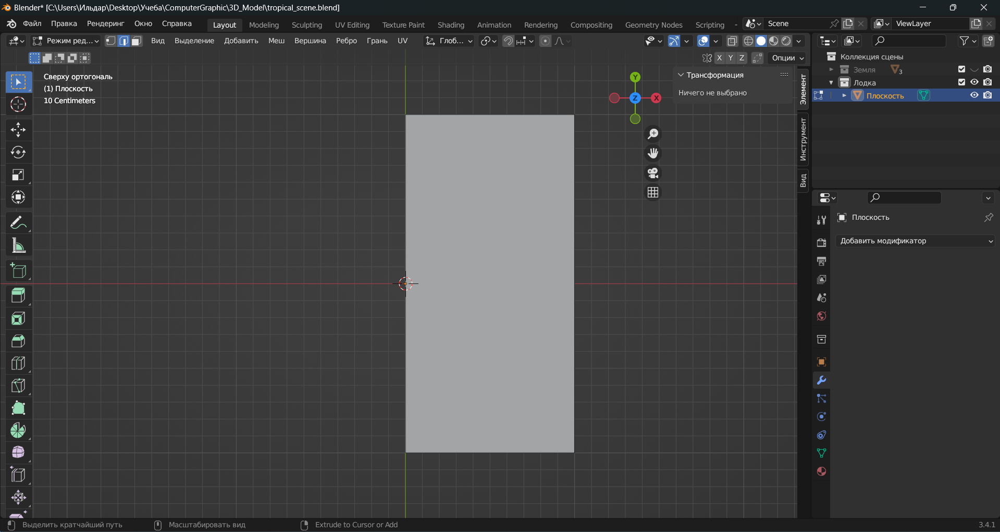 Blender* [C:\Users\Ильдар\Desktop\Учеба\ComputerGraphic\3D_Model\tropical_scene.blend]
Файл Правка Рендеринг Окно Справка Layout Modeling Sculpting UV Editing Texture Paint Shading Animation Rendering Compositing Geometry Nodes Scripting Scene ViewLayer
Режим ред... Вид Выделение Добавить Меш Вершина Ребро Грань UV Глоб...
X Y Z Опции
Коллекция сцены
Земля 3
Лодка
Плоскость
Сверху ортогональ
(1) Плоскость
10 Centimeters
Y
Z
X
Трансформация
Ничего не выбрано
Элемент
Инструмент
Вид
Плоскость
Добавить модификатор
Выделить кратчайший путь Масштабировать вид Extrude to Cursor or Add 3.4.1